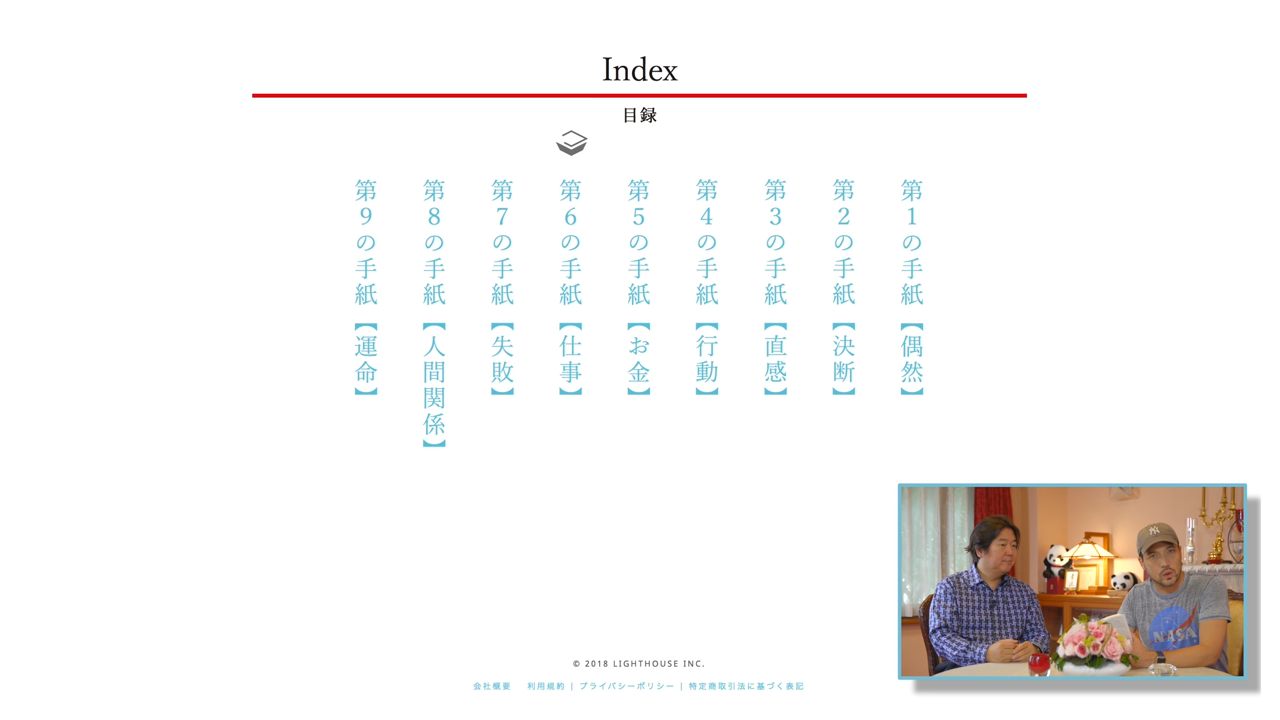 Index
目録
第1の手紙【偶然】
第2の手紙【決断】
第3の手紙【直感】
第4の手紙【行動】
第5の手紙【お金】
第6の手紙【仕事】
第7の手紙【失敗】
第8の手紙【人間関係】
第9の手紙【運命】
NY
NASA
© 2018 LIGHTHOUSE INC.
会社概要 利用規約 | プライバシーポリシー | 特定商取引法に基づく表記